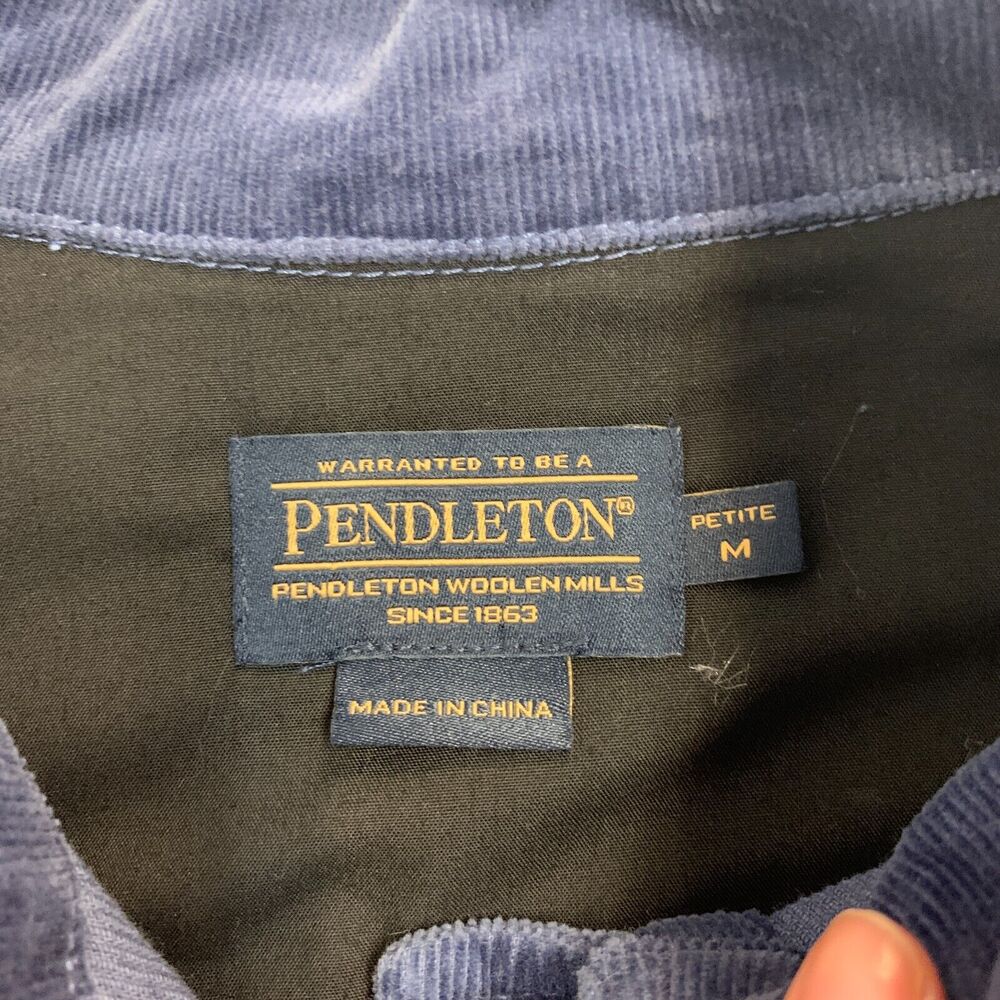 WARRANTED TO BE A
PENDLETON®
PENDLETON WOOLEN MILLS
SINCE 1863
PETITE
M
MADE IN CHINA